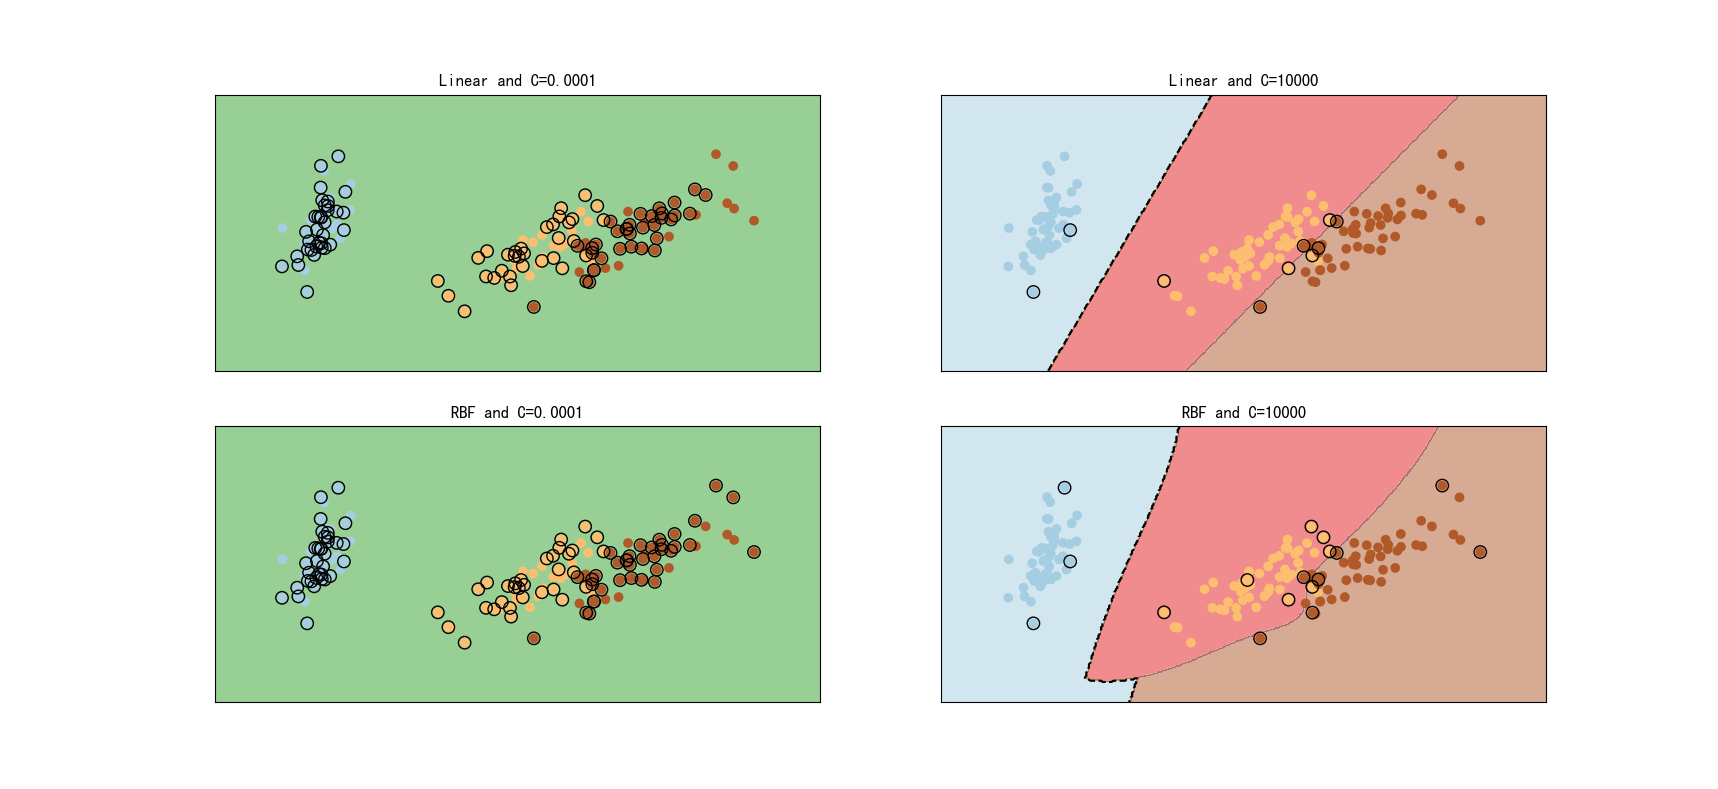 Linear and C=0.0001
Linear and C=10000
RBF and C=0.0001
RBF and C=10000